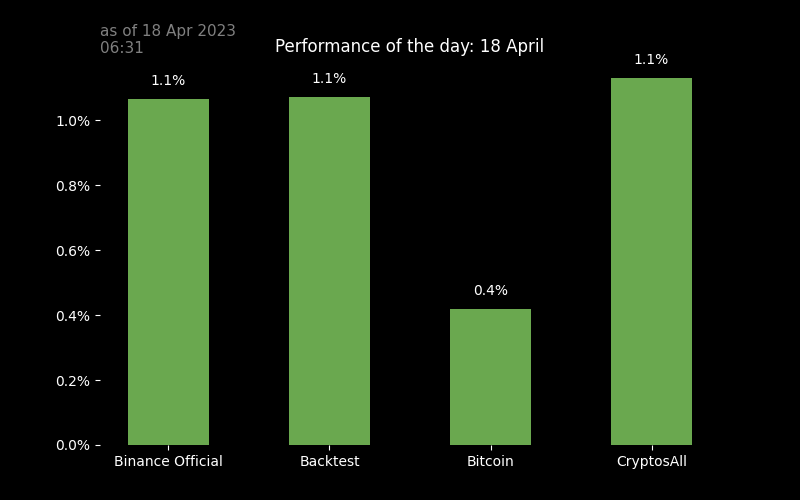 as of 18 Apr 2023
06:31
Performance of the day: 18 April
1.1%
1.1%
0.4%
1.1%
1.0%
0.8%
0.6%
0.4%
0.2%
0.0%
Binance Official
Backtest
Bitcoin
CryptosAll